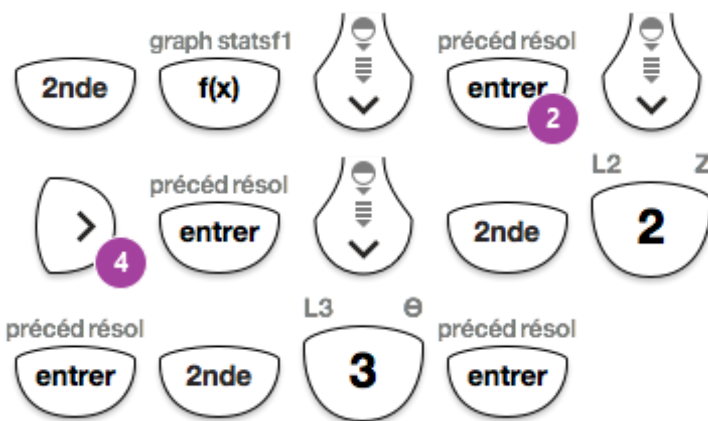 graph statsf1 précéd résol
2nde f(x) entrer 2
précéd résol L2 Z
4 entrer 2nde 2
précéd résol L3 Θ précéd résol
entrer 2nde 3 entrer